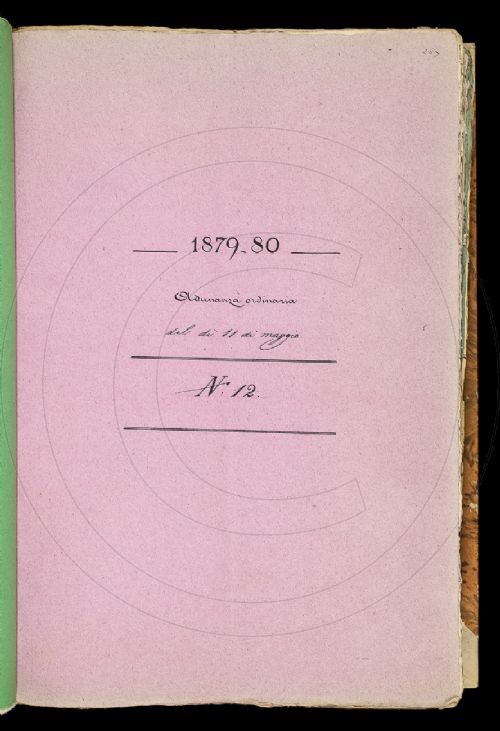 1879-80
Adunanza ordinaria
del dì 11 di maggio
N.º 12.